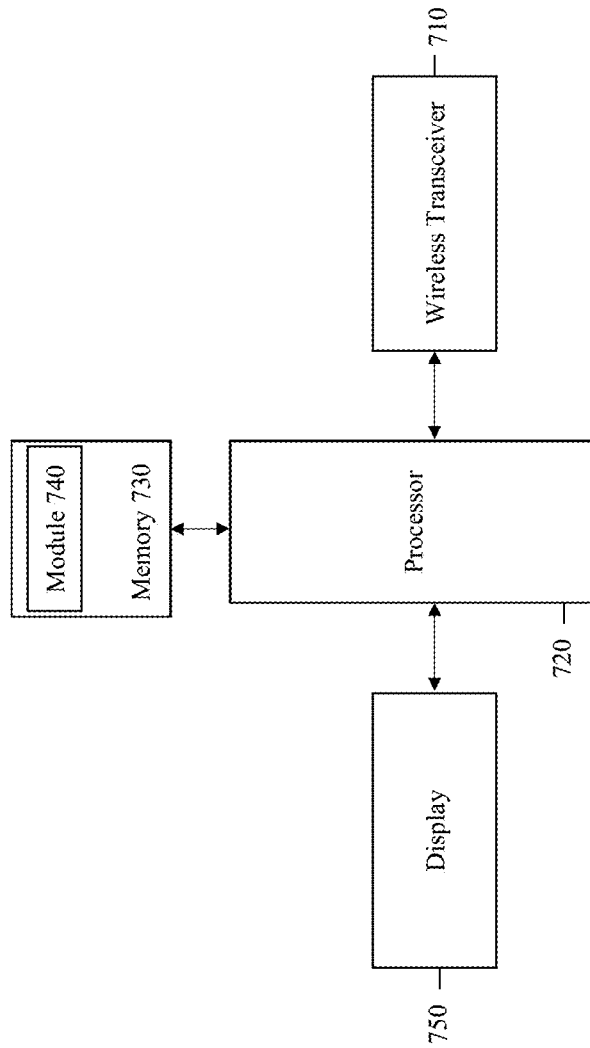 710
Wireless Transceiver
Module 740
Memory 730
Processor
720
Display
750